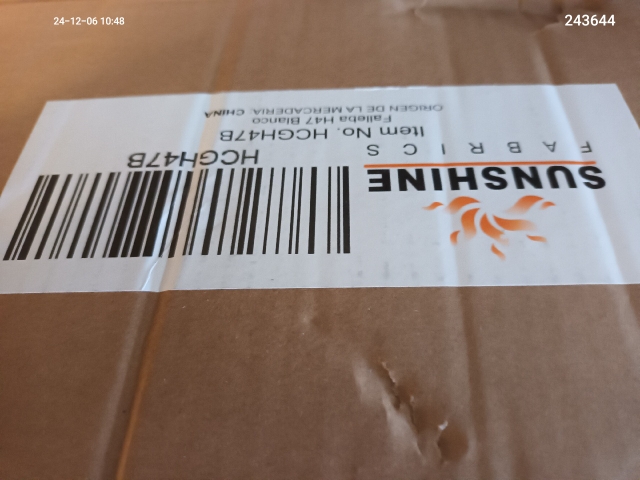 24-12-06 10:48
243644
SUNSHINE
FABRICS
HCGH47B
Item No. HCGH47B
Falleba H47 Blanco
ORIGEN DE LA MERCADERIA: CHINA